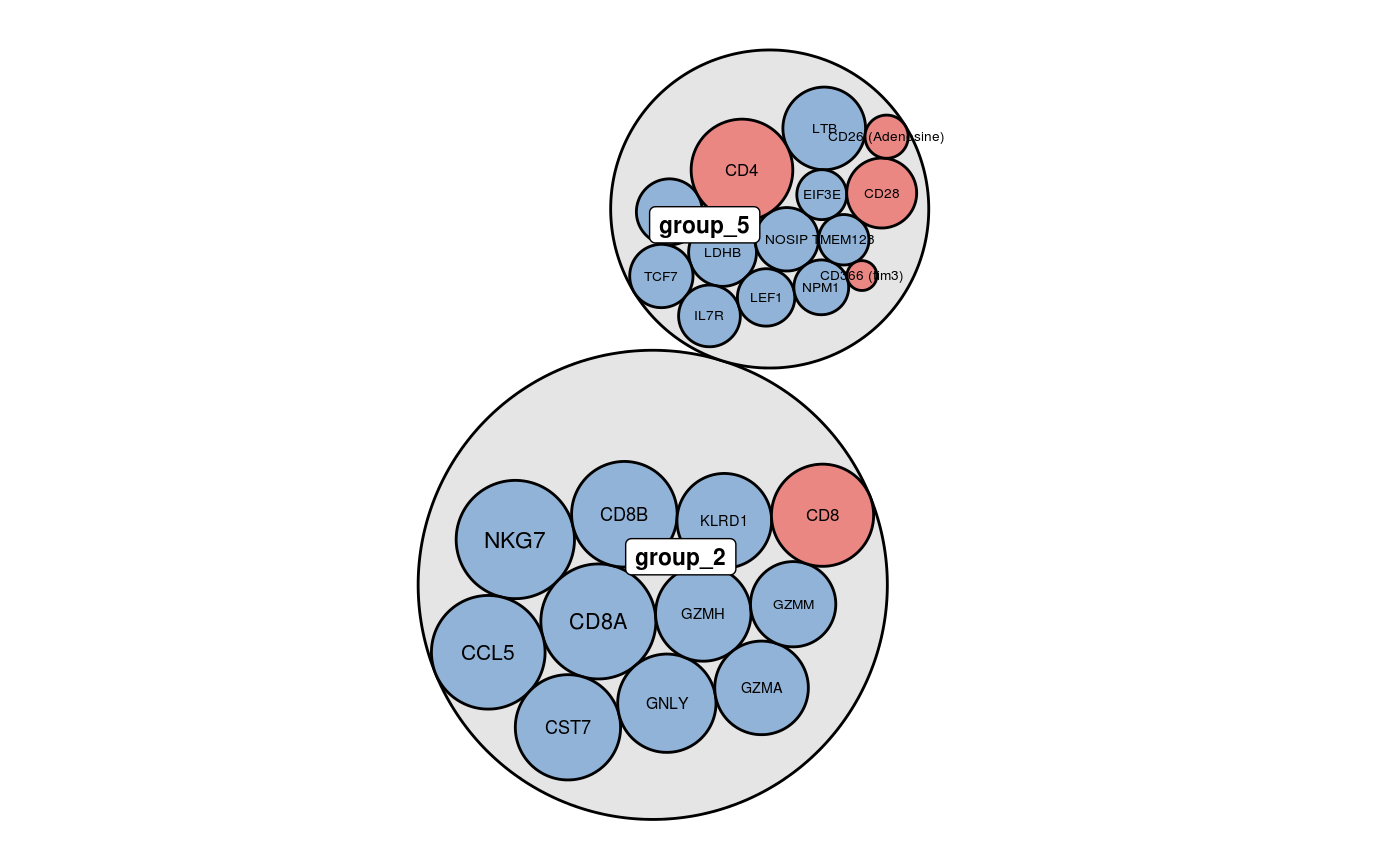 LTB
CD26 (Adenosine)
CD4
EIF3E
CD28
group_5
NOSIP
TMEM123
LDHB
TCF7
CD366 (tim3)
NPM1
LEF1
IL7R
CD8B
KLRD1
CD8
NKG7
group_2
GZMM
GZMH
CD8A
CCL5
GZMA
GNLY
CST7